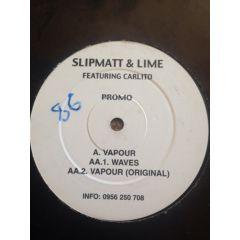 SLIPMATT & LIME
FEATURING CARLITO
PROMO
A. VAPOUR
AA.1. WAVES
AA.2. VAPOUR (ORIGINAL)
INFO: 0956 250 708